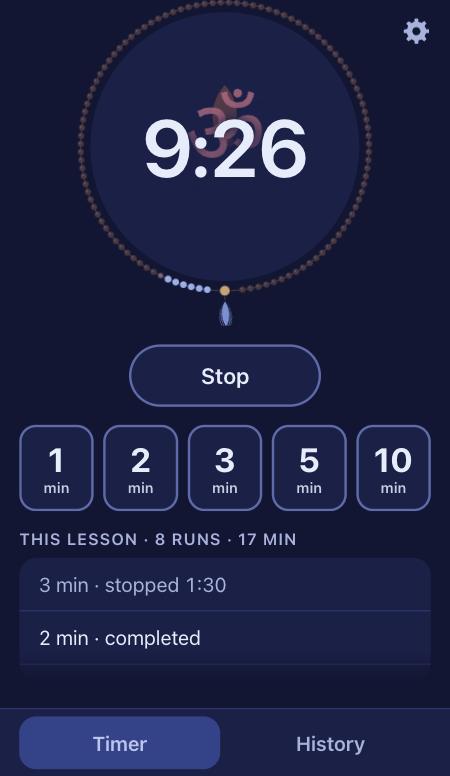 ॐ
9:26
Stop
1 2 3 5 10
min min min min min
THIS LESSON · 8 RUNS · 17 MIN
3 min · stopped 1:30
2 min · completed
Timer History